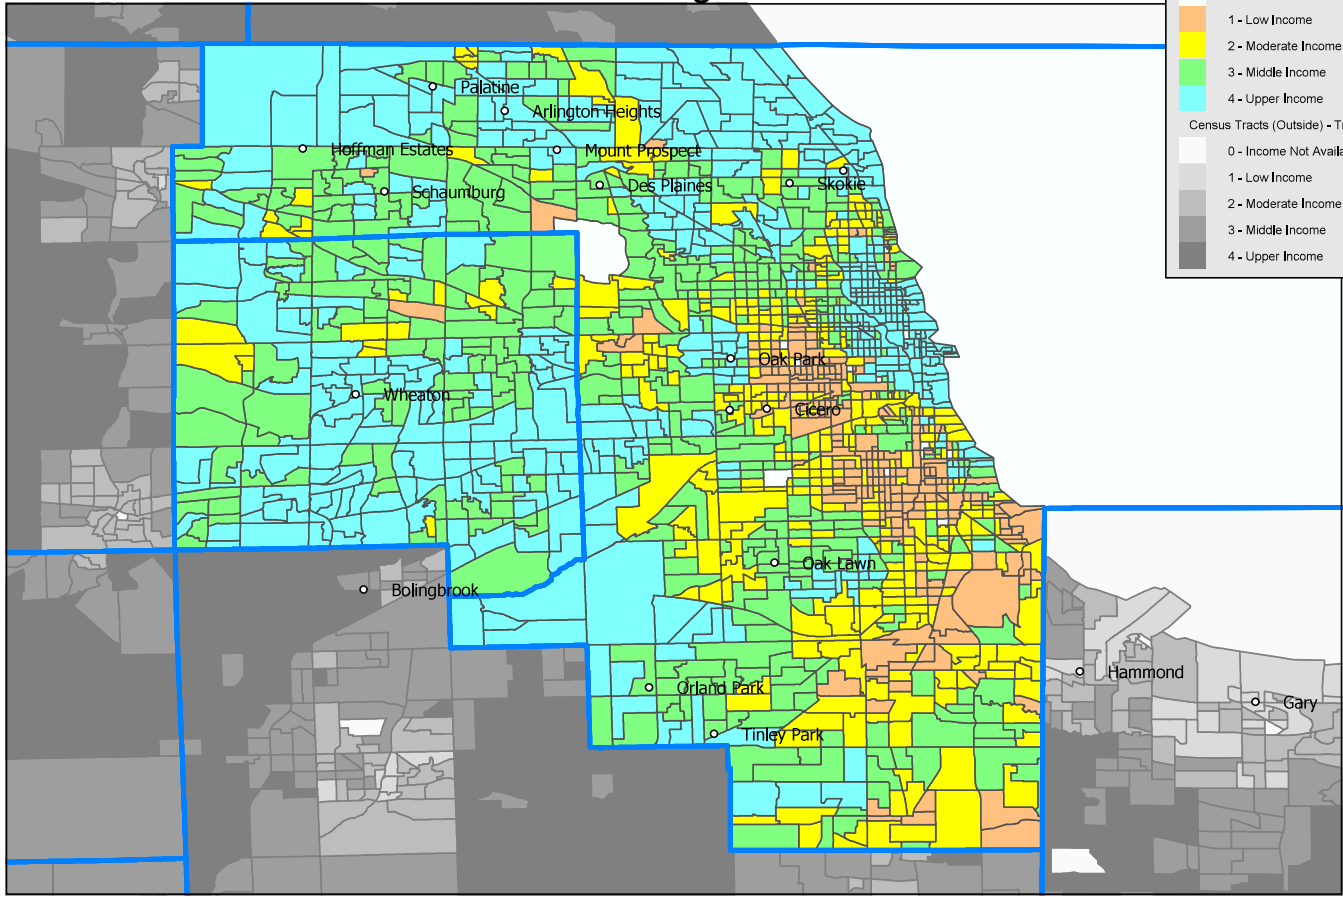 1 - Low Income
2 - Moderate Income
3 - Middle Income
4 - Upper Income
Census Tracts (Outside) - 
0 - Income Not
1 - Low Income
2 - Moderate Income
3 - Middle Income
4 - Upper Income
Palatine
Arlington Heights
Hoffman Estates
Mount Prospect
Schaumburg
Des Plaines
Skokie
Oak Park
Wheaton
Cicero
Oak Lawn
Bolingbrook
Hammond
Orland Park
Gary
Tinley Park